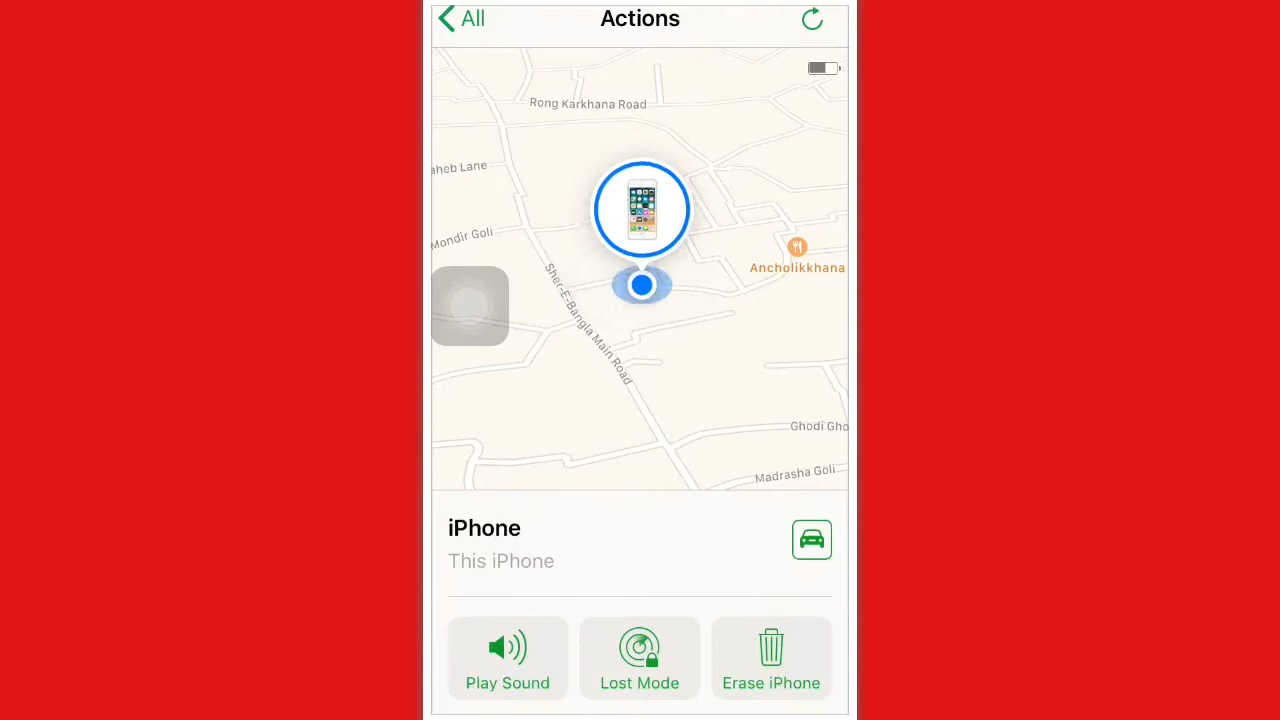 All
Actions
Rong Karkhana Road
aheb Lane
Mondir Goli
Ancholikkhana
Sher-E-Bangla Main Road
Ghodi Gho
Madrasha Goli
iPhone
This iPhone
Play Sound
Lost Mode
Erase iPhone